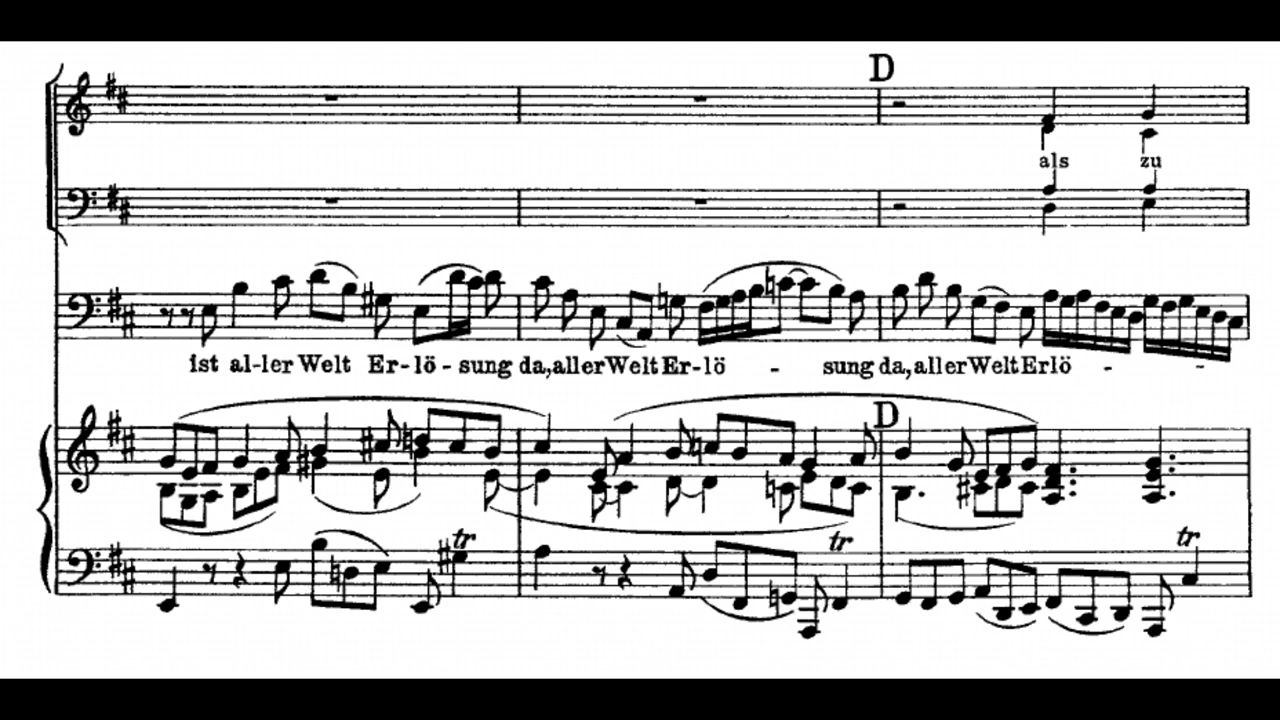 D
als zu
ist al-ler Welt Er-lö-sung da, aller Welt Er-lö - sung da, aller Welt Erlö - -
D
tr tr tr